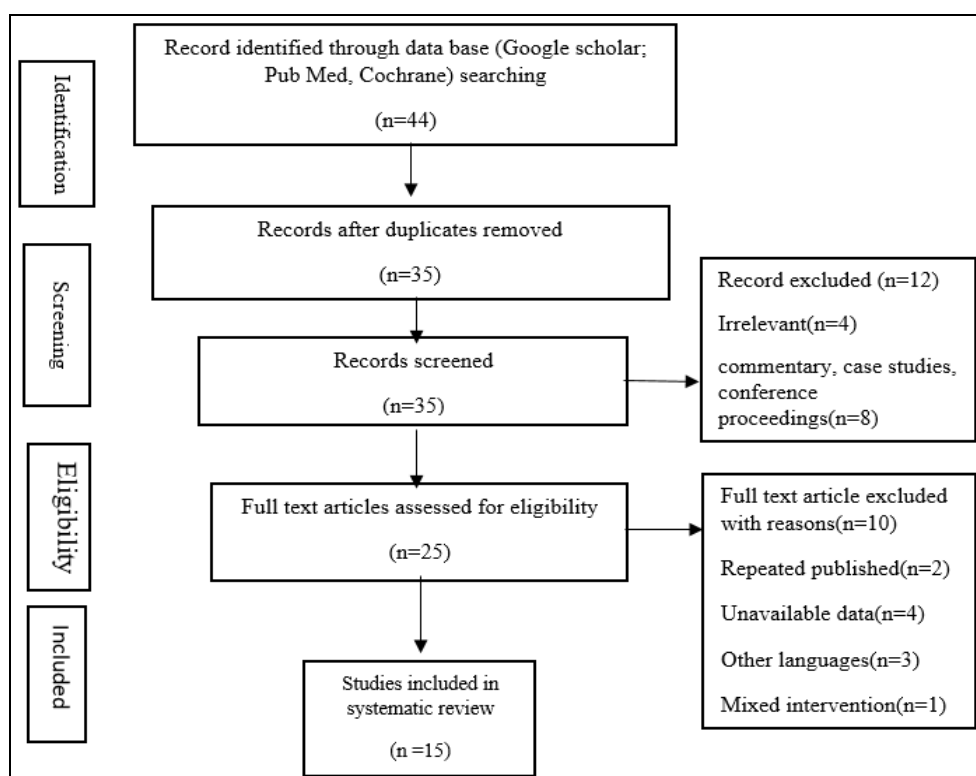 Record identified through data base (Google scholar;
Pub Med, Cochrane) searching
(n=44)
Identification
Records after duplicates removed
(n=35)
Screening
Records screened
(n=35)
Record excluded (n=12)
Irrelevant(n=4)
commentary, case studies,
conference
proceedings(n=8)
Eligibility
Full text articles assessed for eligibility
(n=25)
Full text article excluded
with reasons(n=10)
Repeated published(n=2)
Unavailable data(n=4)
Other languages(n=3)
Mixed intervention(n=1)
Included
Studies included in
systematic review
(n =15)